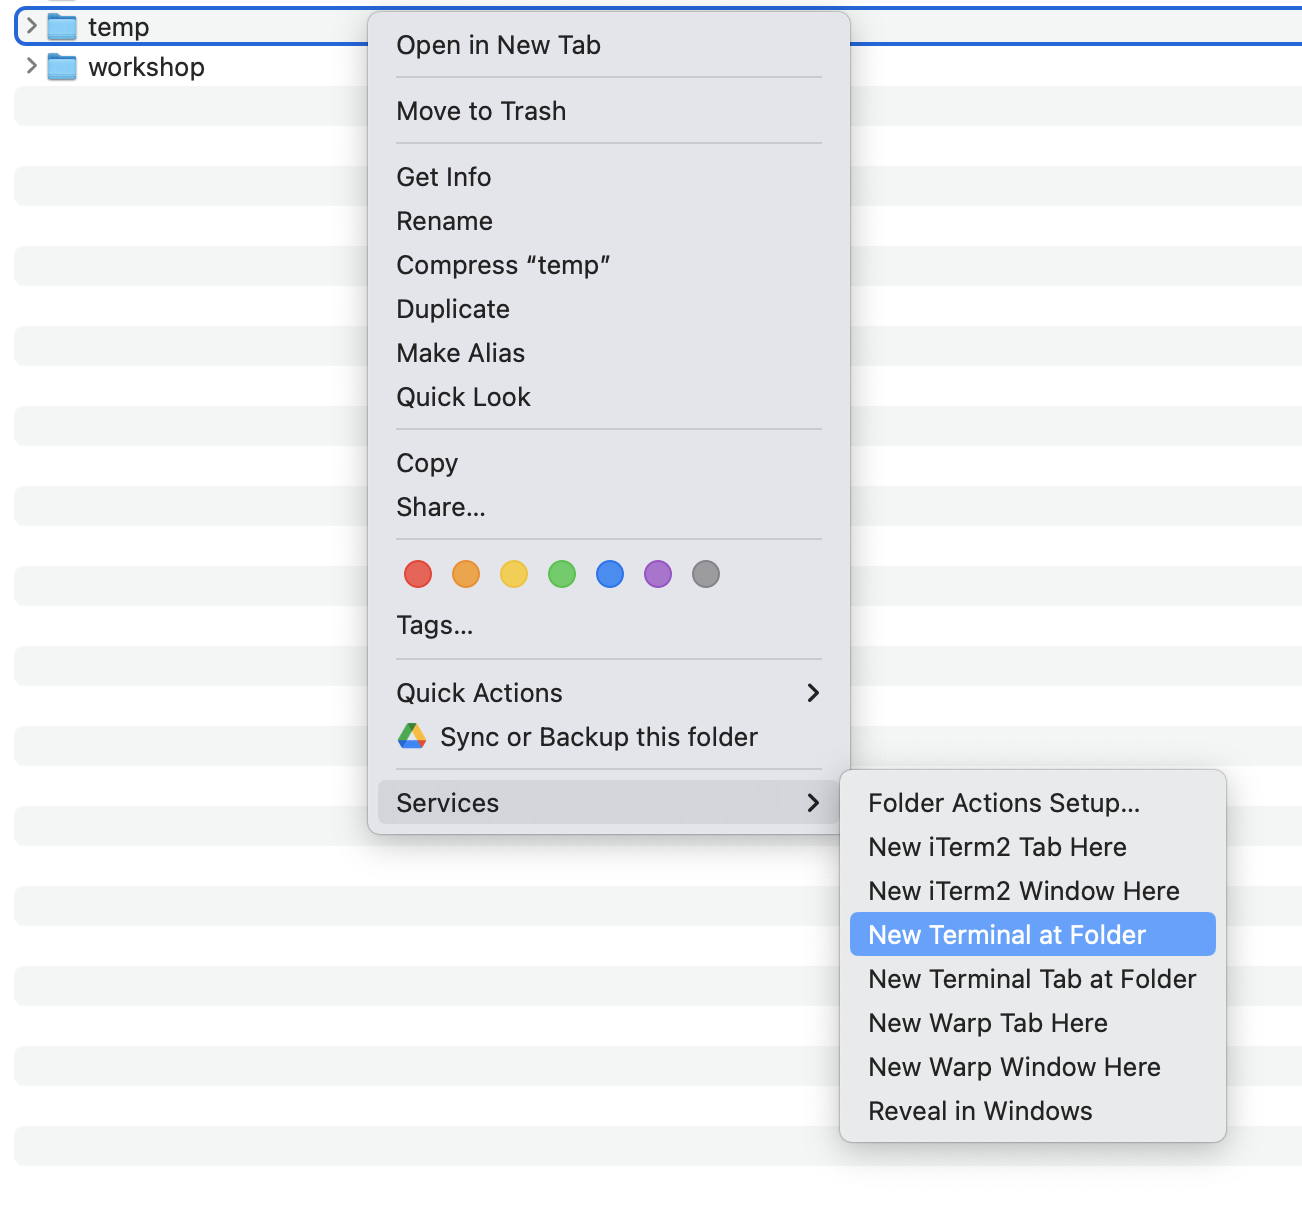 temp
workshop
Open in New Tab
Move to Trash
Get Info
Rename
Compress “temp”
Duplicate
Make Alias
Quick Look
Copy
Share...
Tags...
Quick Actions
Sync or Backup this folder
Services
Folder Actions Setup...
New iTerm2 Tab Here
New iTerm2 Window Here
New Terminal at Folder
New Terminal Tab at Folder
New Warp Tab Here
New Warp Window Here
Reveal in Windows